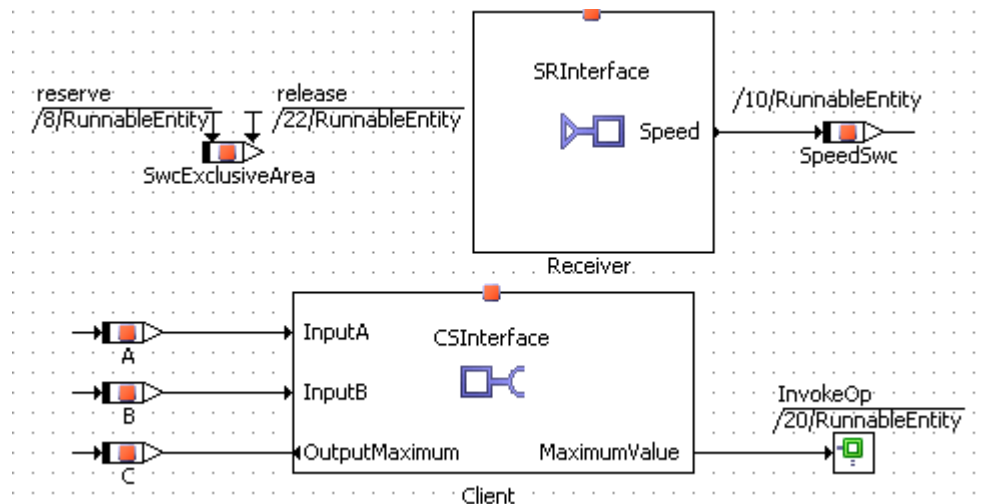 reserve
/8/RunnableEntity
release
/22/RunnableEntity
SwcExclusiveArea
SRInterface
Speed
Receiver
/10/RunnableEntity
SpeedSwc
A
B
C
InputA
InputB
OutputMaximum
CSInterface
MaximumValue
Client
InvokeOp
/20/RunnableEntity